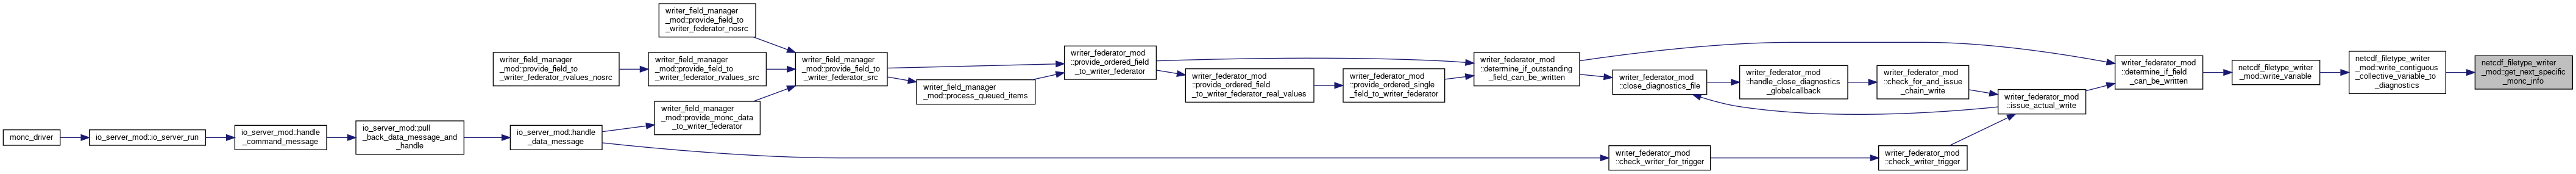 monc_driver
io_server_mod::io_server_run
io_server_mod::handle
_command_message
io_server_mod::pull
_back_data_message_and
_handle
io_server_mod::handle
_data_message
writer_field_manager
_mod::provide_field_to
_writer_federator_rvalues_nosrc
writer_field_manager
_mod::provide_field_to
_writer_federator_nosrc
writer_field_manager
_mod::provide_field_to
_writer_federator_rvalues_src
writer_field_manager
_mod::provide_monc_data
_to_writer_federator
writer_field_manager
_mod::provide_field_to
_writer_federator_src
writer_field_manager
_mod::process_queued_items
writer_federator_mod
::provide_ordered_field
_to_writer_federator
writer_federator_mod
::provide_ordered_field
_to_writer_federator_real_values
writer_federator_mod
::provide_ordered_single
_field_to_writer_federator
writer_federator_mod
::determine_if_outstanding
_field_can_be_written
writer_federator_mod
::close_diagnostics_file
writer_federator_mod
::check_writer_for_trigger
writer_federator_mod
::handle_close_diagnostics
_globalcallback
writer_federator_mod
::check_for_and_issue
_chain_write
writer_federator_mod
::check_writer_trigger
writer_federator_mod
::issue_actual_write
writer_federator_mod
::determine_if_field
_can_be_written
netcdf_filetype_writer
_mod::write_variable
netcdf_filetype_writer
_mod::write_contiguous
_collective_variable_to
_diagnostics
netcdf_filetype_writer
_mod::get_next_specific
_monc_info